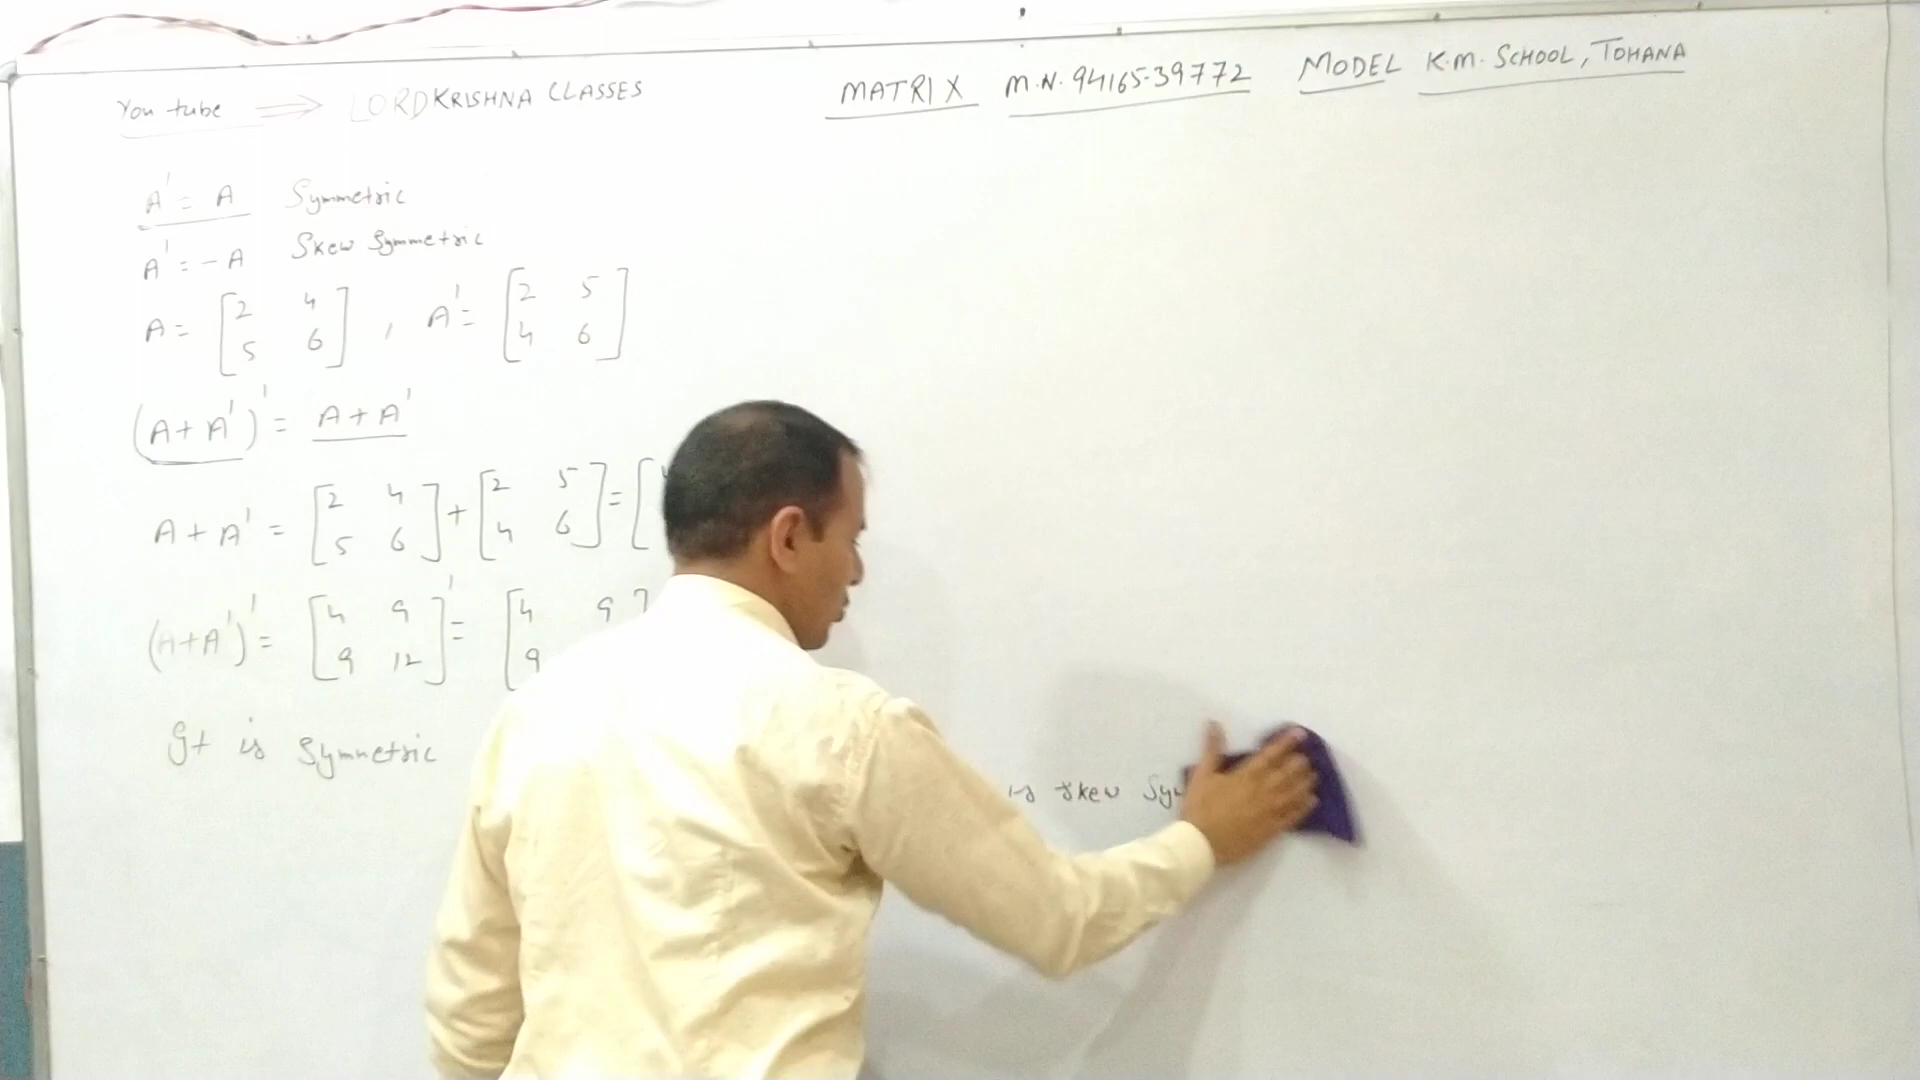 You tube ⟹ LORD KRISHNA CLASSES MATRIX M.N. 94165-39772 MODEL K.M. SCHOOL, TOHANA
A' = A Symmetric
A' = -A Skew Symmetric
A = [2 4
5 6] , A' = [2 5
4 6]
(A + A')' = A + A'
A + A' = [2 4
5 6] + [2 5
4 6] = [
(A + A')' = [4 9
9 12]' = [4 9
9
It is Symmetric
is skew Sym